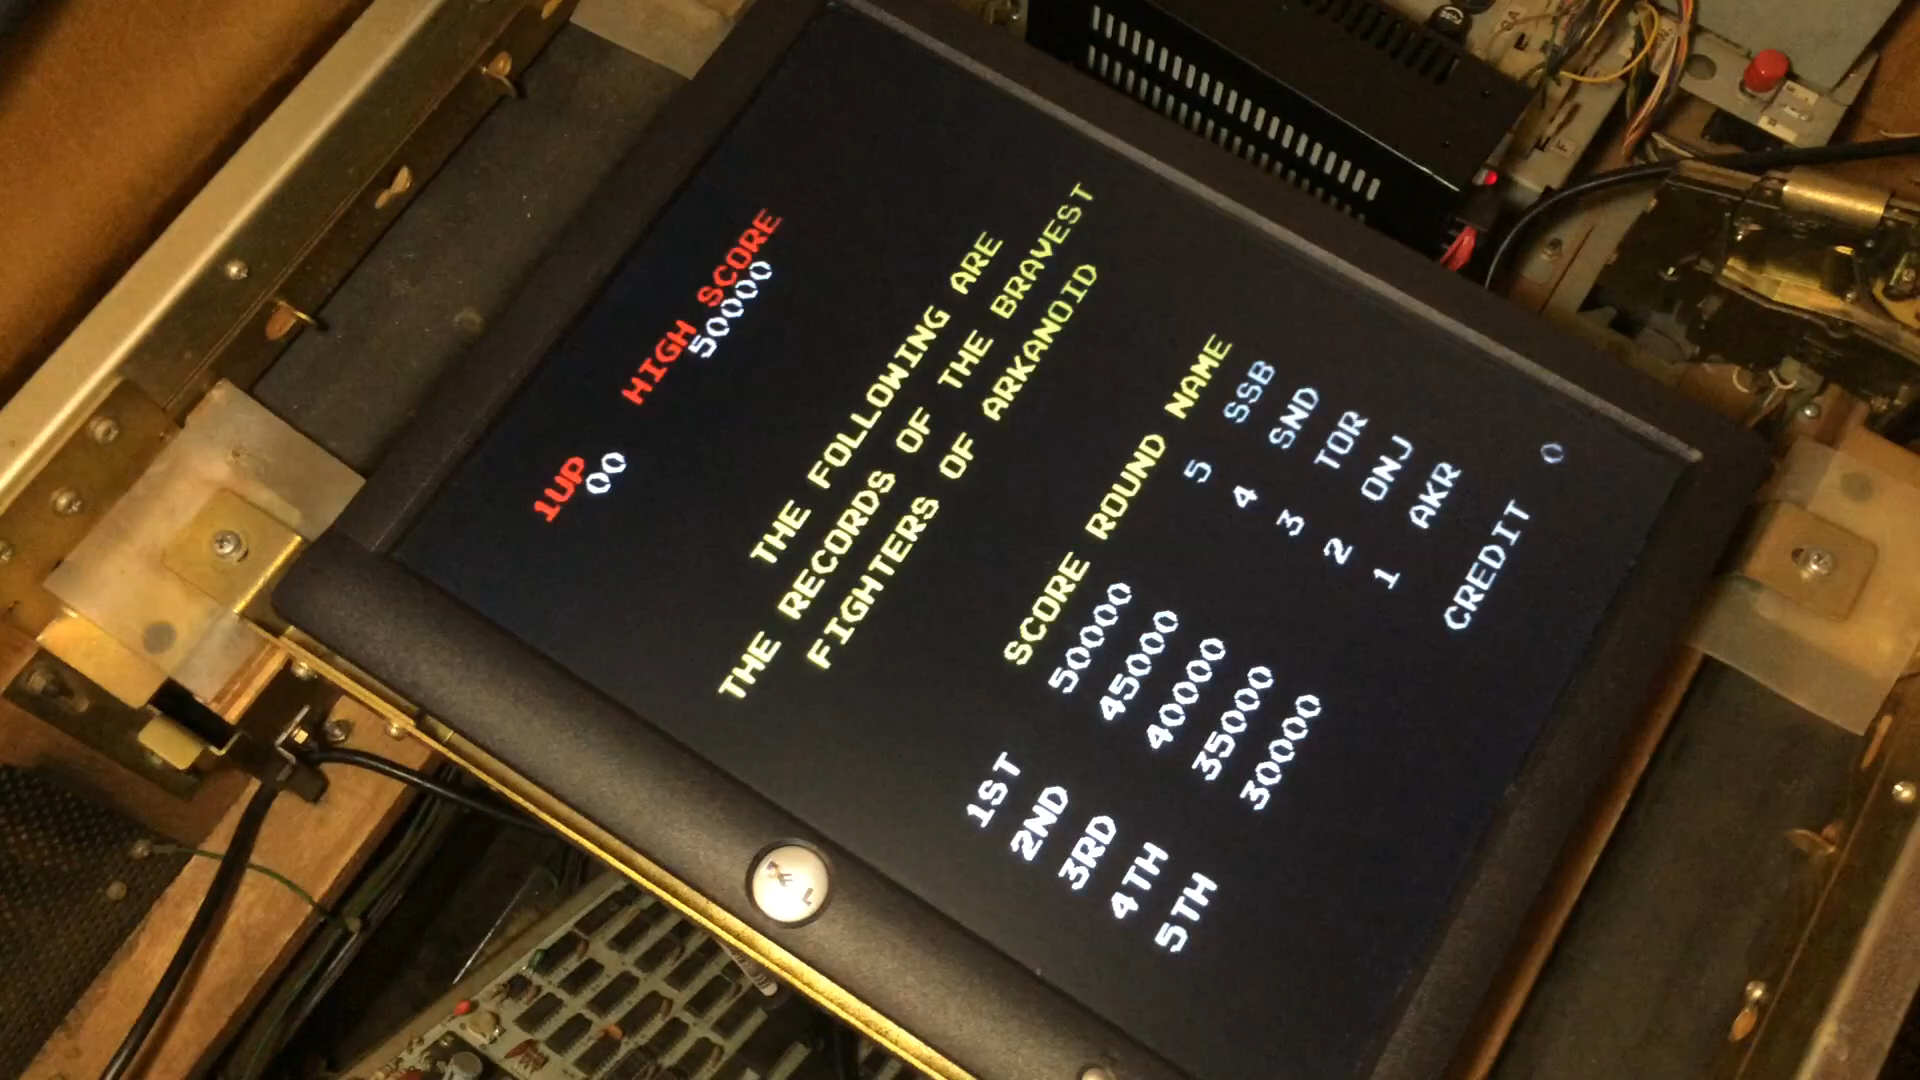 1UP HIGH SCORE
00 50000
THE FOLLOWING ARE
THE RECORDS OF THE BRAVEST
FIGHTERS OF ARKANOID
SCORE ROUND NAME
1ST 50000 5 SSB
2ND 45000 4 SND
3RD 40000 3 TOR
4TH 35000 2 ONJ
5TH 30000 1 AKR
CREDIT 0